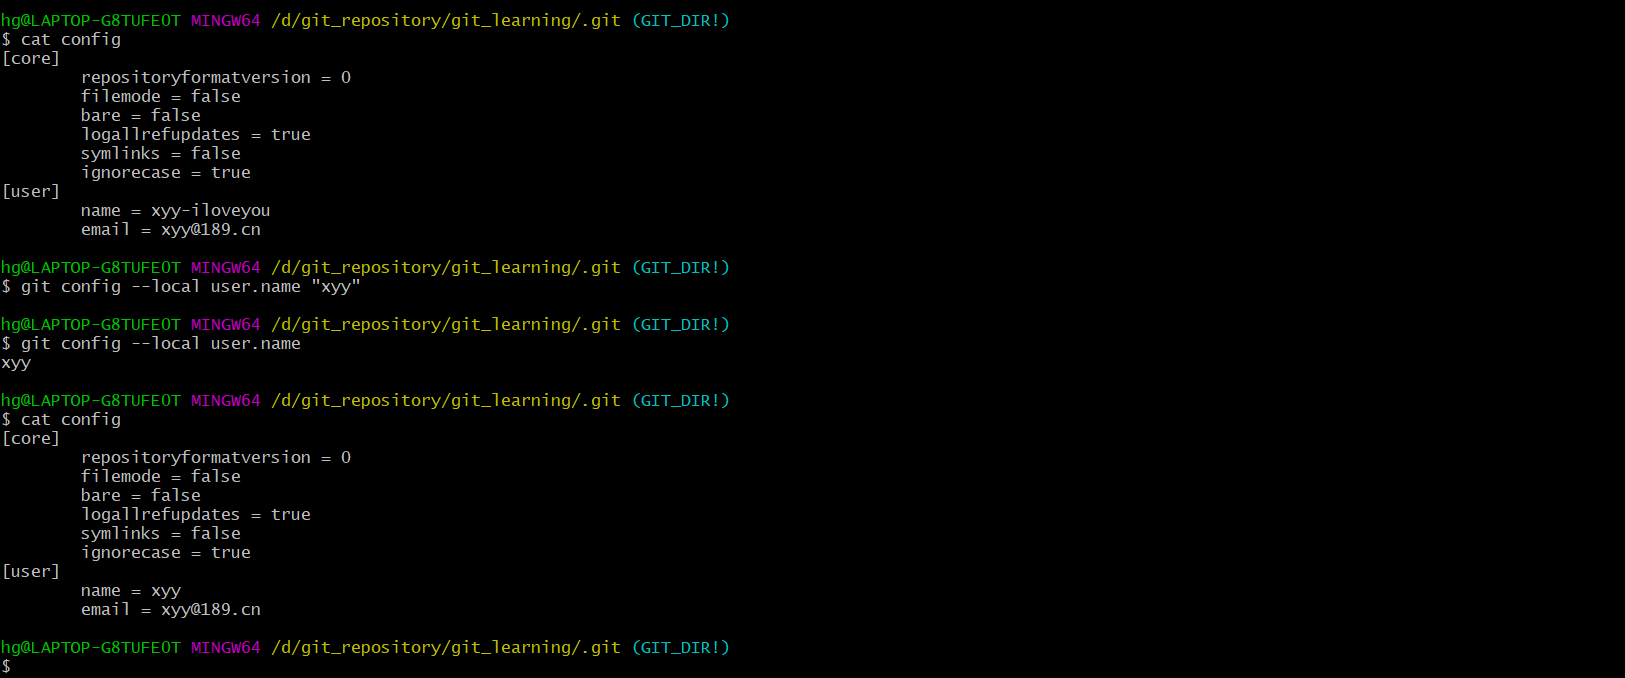 hg@LAPTOP-G8TUFE0T MINGW64 /d/git_repository/git_learning/.git (GIT_DIR!)
$ cat config
[core]
        repositoryformatversion = 0
        filemode = false
        bare = false
        logallrefupdates = true
        symlinks = false
        ignorecase = true
[user]
        name = xyy-iloveyou
        email = xyy@189.cn
hg@LAPTOP-G8TUFE0T MINGW64 /d/git_repository/git_learning/.git (GIT_DIR!)
$ git config --local user.name "xyy"
hg@LAPTOP-G8TUFE0T MINGW64 /d/git_repository/git_learning/.git (GIT_DIR!)
$ git config --local user.name
xyy
hg@LAPTOP-G8TUFE0T MINGW64 /d/git_repository/git_learning/.git (GIT_DIR!)
$ cat config
[core]
        repositoryformatversion = 0
        filemode = false
        bare = false
        logallrefupdates = true
        symlinks = false
        ignorecase = true
[user]
        name = xyy
        email = xyy@189.cn
hg@LAPTOP-G8TUFE0T MINGW64 /d/git_repository/git_learning/.git (GIT_DIR!)
$